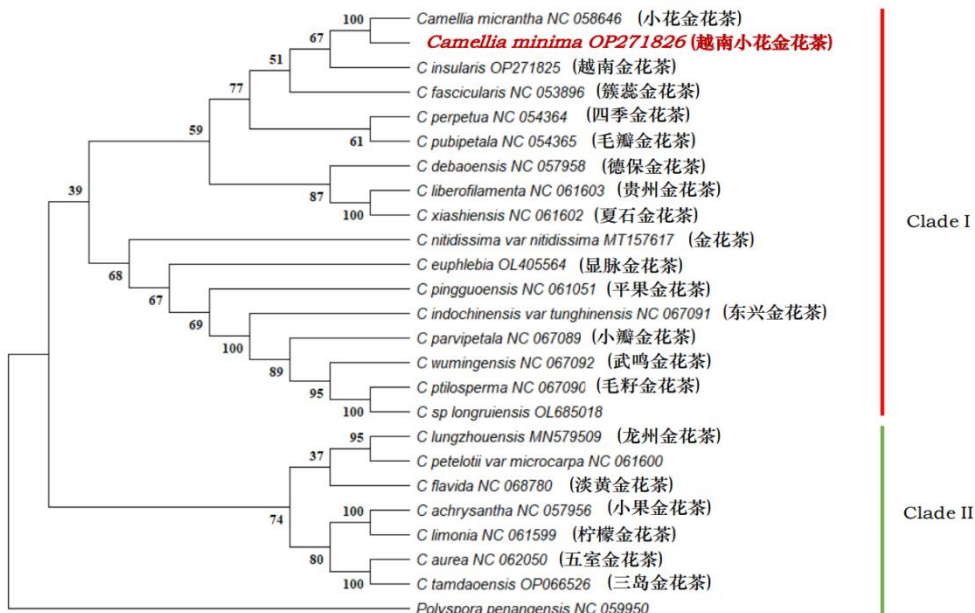 100 Camellia micrantha NC 058646 (小花金花茶)
67 Camellia minima OP271826 (越南小花金花茶)
51 C insularis OP271825 (越南金花茶)
77 C fascicularis NC 053896 (簇蕊金花茶)
C perpetua NC 054364 (四季金花茶)
59 61 C pubipetala NC 054365 (毛瓣金花茶)
C debaoensis NC 057958 (德保金花茶)
39 87 C liberofilamenta NC 061603 (贵州金花茶)
100 C xiashiensis NC 061602 (夏石金花茶)
Clade I
C nitidissima var nitidissima MT157617 (金花茶)
68 C euphlebia OL405564 (显脉金花茶)
67 C pingguoensis NC 061051 (平果金花茶)
69 C indochinensis var tunghinensis NC 067091 (东兴金花茶)
100 C parvipetala NC 067089 (小瓣金花茶)
89 C wumingensis NC 067092 (武鸣金花茶)
95 C ptilosperma NC 067090 (毛籽金花茶)
100 C sp longruiensis OL685018
95 C lungzhouensis MN579509 (龙州金花茶)
37 C petelotii var microcarpa NC 061600
C flavida NC 068780 (淡黄金花茶)
74 100 C achrysantha NC 057956 (小果金花茶)
Clade II
C limonia NC 061599 (柠檬金花茶)
80 C aurea NC 062050 (五室金花茶)
100 C tamdaoensis OP066526 (三岛金花茶)
Polyspora penangensis NC 059950